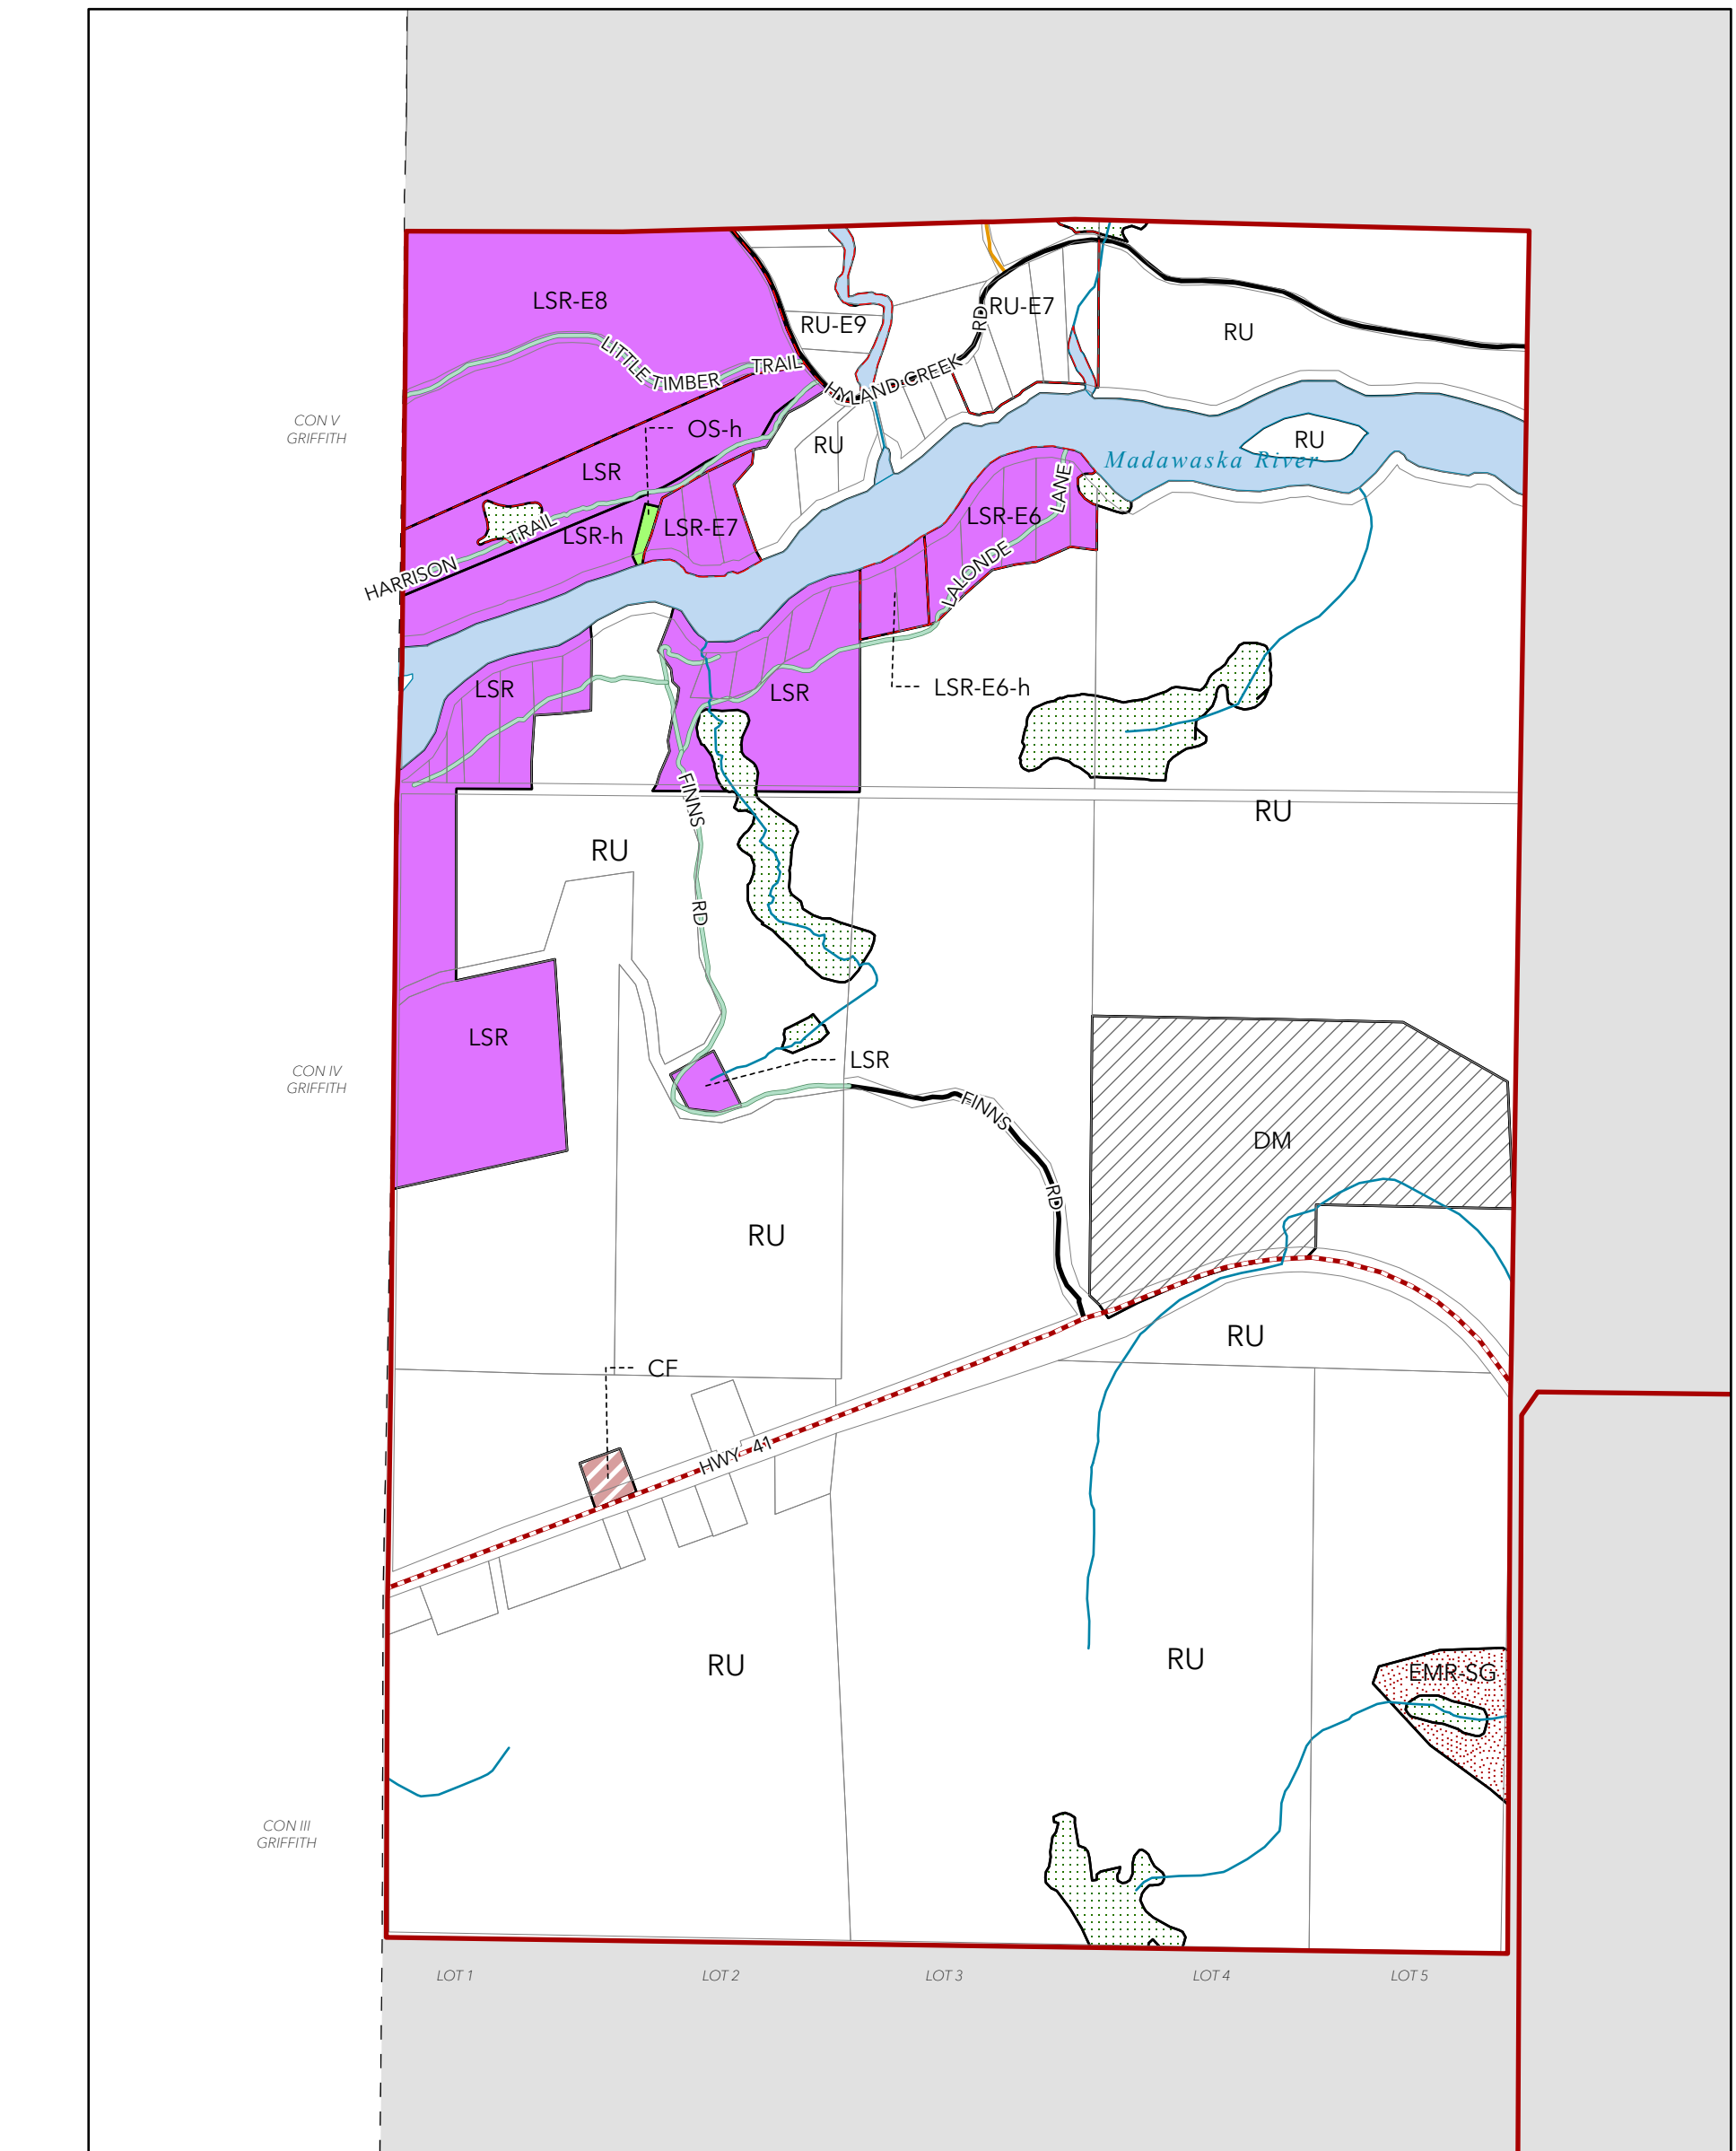 LSR-E8
RU-E9
RU-E7
RD
RU
LITTLE TIMBER TRAIL
HYLAND CREEK
CON V
GRIFFITH
OS-h
RU
RU
Madawaska River
LSR
LANE
LSR-E6
TRAIL
LSR-h
LSR-E7
HARRISON
LALONDE
LSR
LSR
LSR-E6-h
FINNS
RU
RU
RD
LSR
LSR
CON IV
GRIFFITH
FINNS
DM
RD
RU
RU
CF
HWY 41
RU
RU
EMR-SG
CON III
GRIFFITH
LOT 1
LOT 2
LOT 3
LOT 4
LOT 5